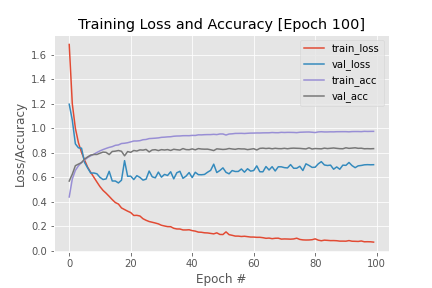 Training Loss and Accuracy [Epoch 100]
train_loss
val_loss
train_acc
val_acc
Loss/Accuracy
1.6
1.4
1.2
1.0
0.8
0.6
0.4
0.2
0.0
0 20 40 60 80 100
Epoch #